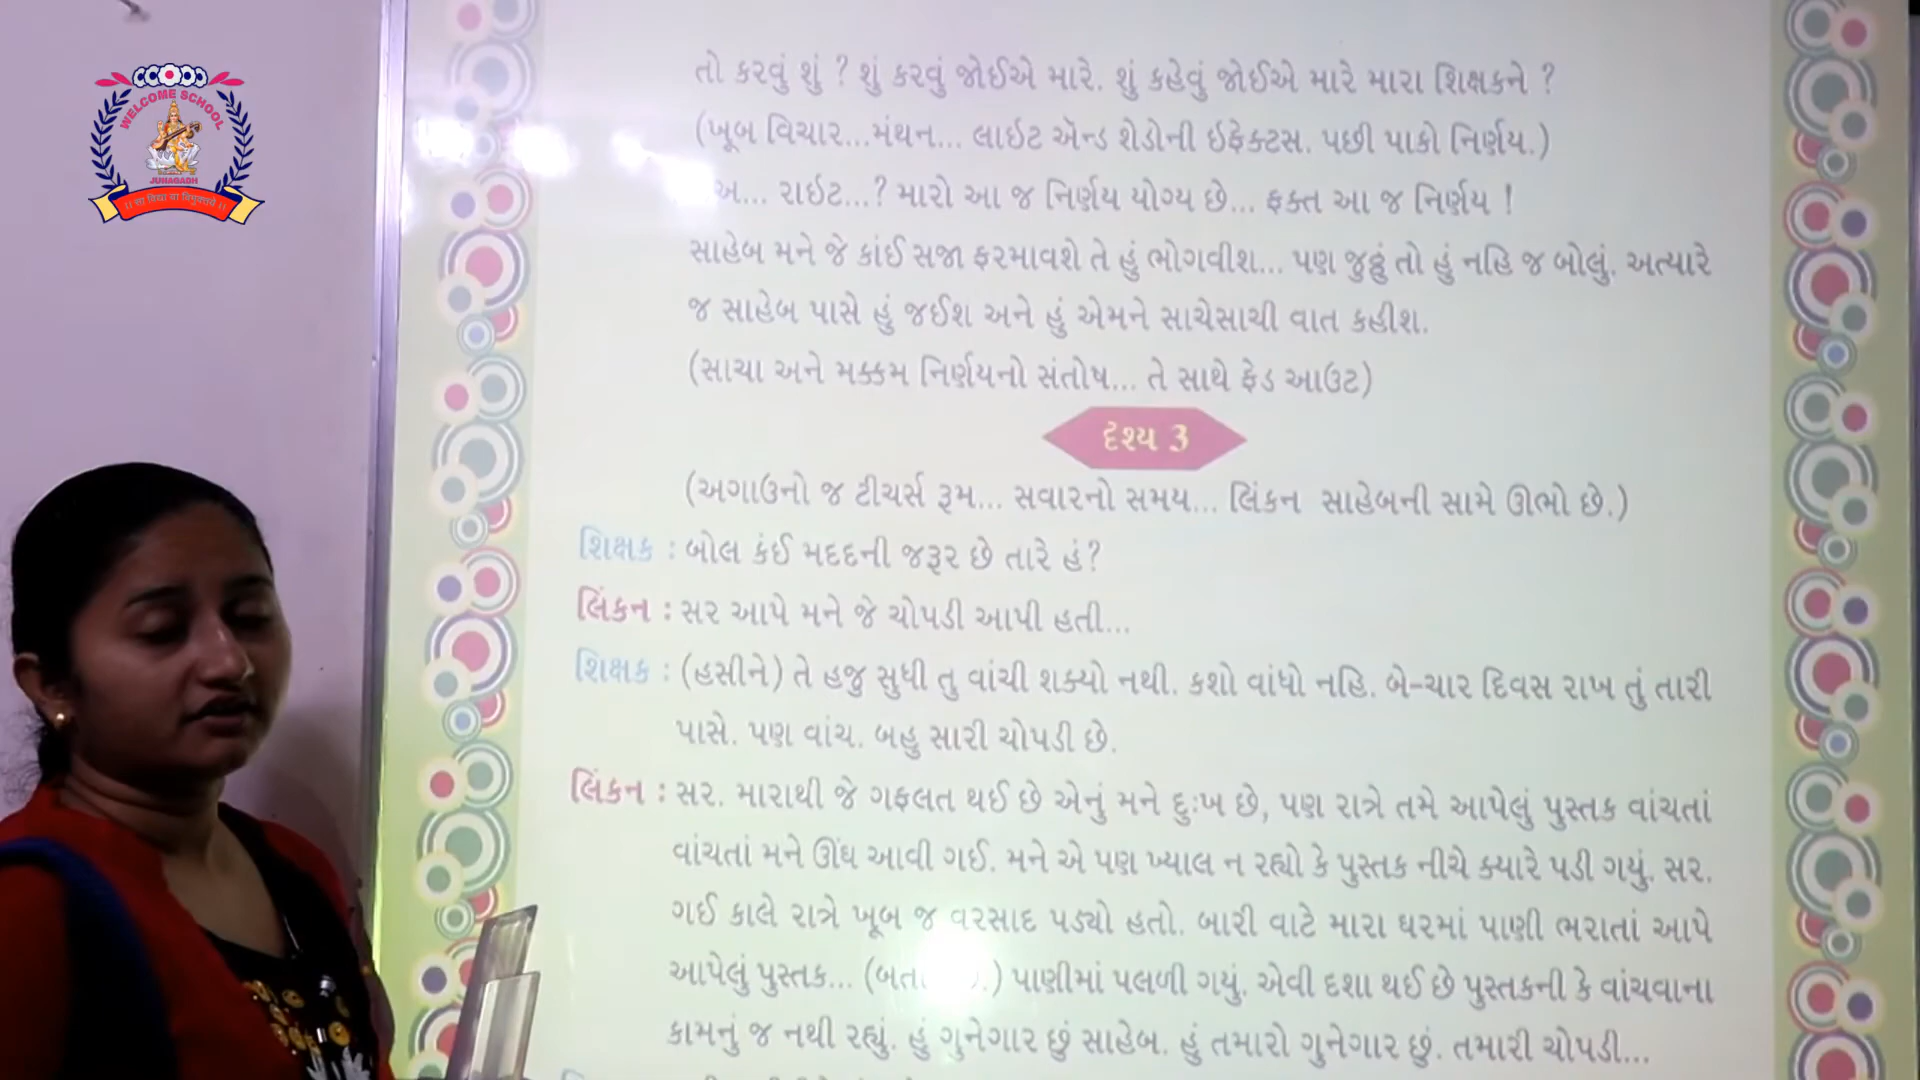 WELCOME SCHOOL
JUNAGADH
॥ सा विद्या या विमुक्तये ॥
તો કરવું શું ? શું કરવું જોઈએ મારે. શું કહેવું જોઈએ મારે મારા શિક્ષકને ?
(ખૂબ વિચાર...મંથન... લાઇટ ઍન્ડ શેડોની ઇફેક્ટસ. પછી પાકો નિર્ણય.)
અ... રાઇટ...? મારો આ જ નિર્ણય યોગ્ય છે... ફક્ત આ જ નિર્ણય !
સાહેબ મને જે કાંઈ સજા ફરમાવશે તે હું ભોગવીશ... પણ જુઠ્ઠું તો હું નહિ જ બોલું. અત્યારે
જ સાહેબ પાસે હું જઈશ અને હું એમને સાચેસાચી વાત કહીશ.
(સાચા અને મક્કમ નિર્ણયનો સંતોષ... તે સાથે ફેડ આઉટ)
દૃશ્ય 3
(અગાઉનો જ ટીચર્સ રૂમ... સવારનો સમય... લિંકન સાહેબની સામે ઊભો છે.)
શિક્ષક : બોલ કંઈ મદદની જરૂર છે તારે હં?
લિંકન : સર આપે મને જે ચોપડી આપી હતી...
શિક્ષક : (હસીને) તે હજુ સુધી તુ વાંચી શક્યો નથી. કશો વાંધો નહિ. બે-ચાર દિવસ રાખ તું તારી
પાસે. પણ વાંચ. બહુ સારી ચોપડી છે.
લિંકન : સર. મારાથી જે ગફલત થઈ છે એનું મને દુઃખ છે, પણ રાત્રે તમે આપેલું પુસ્તક વાંચતાં
વાંચતાં મને ઊંઘ આવી ગઈ. મને એ પણ ખ્યાલ ન રહ્યો કે પુસ્તક નીચે ક્યારે પડી ગયું. સર.
ગઈ કાલે રાત્રે ખૂબ જ વરસાદ પડ્યો હતો. બારી વાટે મારા ઘરમાં પાણી ભરાતાં આપે
આપેલું પુસ્તક... પાણીમાં પલળી ગયું. એવી દશા થઈ છે પુસ્તકની કે વાંચવાના
કામનું જ નથી રહ્યું. હું ગુનેગાર છું સાહેબ. હું તમારો ગુનેગાર છું. તમારી ચોપડી...